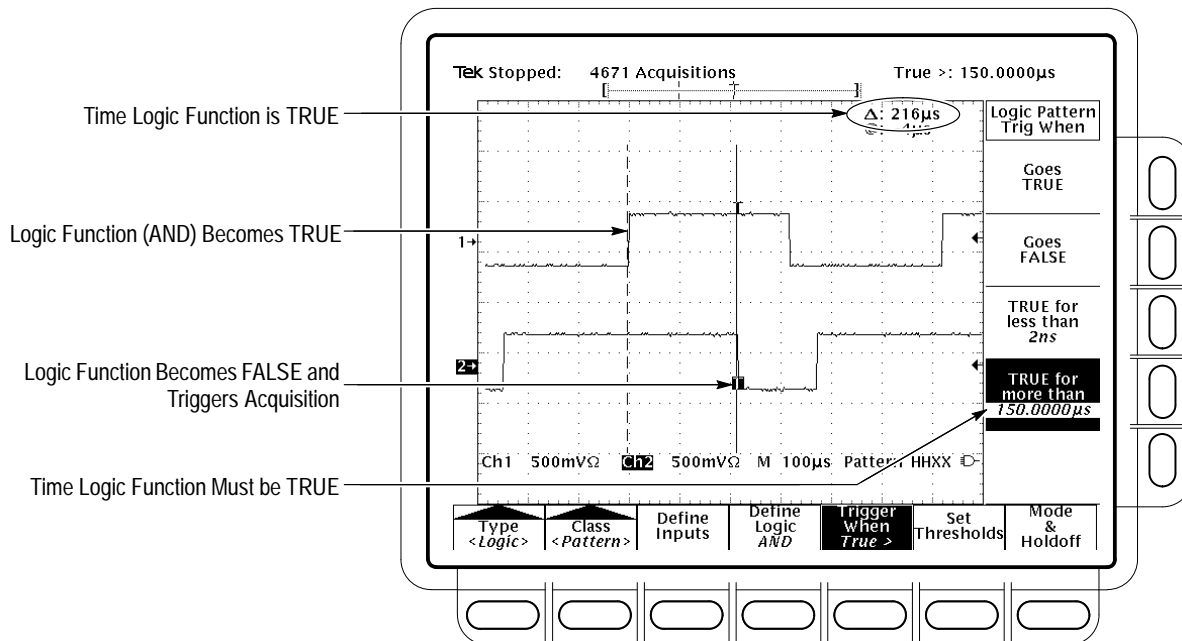 Tek Stopped: 4671 Acquisitions True >: 150.0000µs
[ T ]
Time Logic Function is TRUE
Δ: 216µs
Logic Pattern
Trig When
Goes
TRUE
Logic Function (AND) Becomes TRUE
1→
Goes
FALSE
TRUE for
less than
2ns
2→
Logic Function Becomes FALSE and
Triggers Acquisition
TRUE for
more than
150.0000µs
Ch1 500mVΩ Ch2 500mVΩ M 100µs Pattern HHXX
Time Logic Function Must be TRUE
Type
<Logic>
Class
<Pattern>
Define
Inputs
Define
Logic
AND
Trigger
When
True >
Set
Thresholds
Mode
&
Holdoff